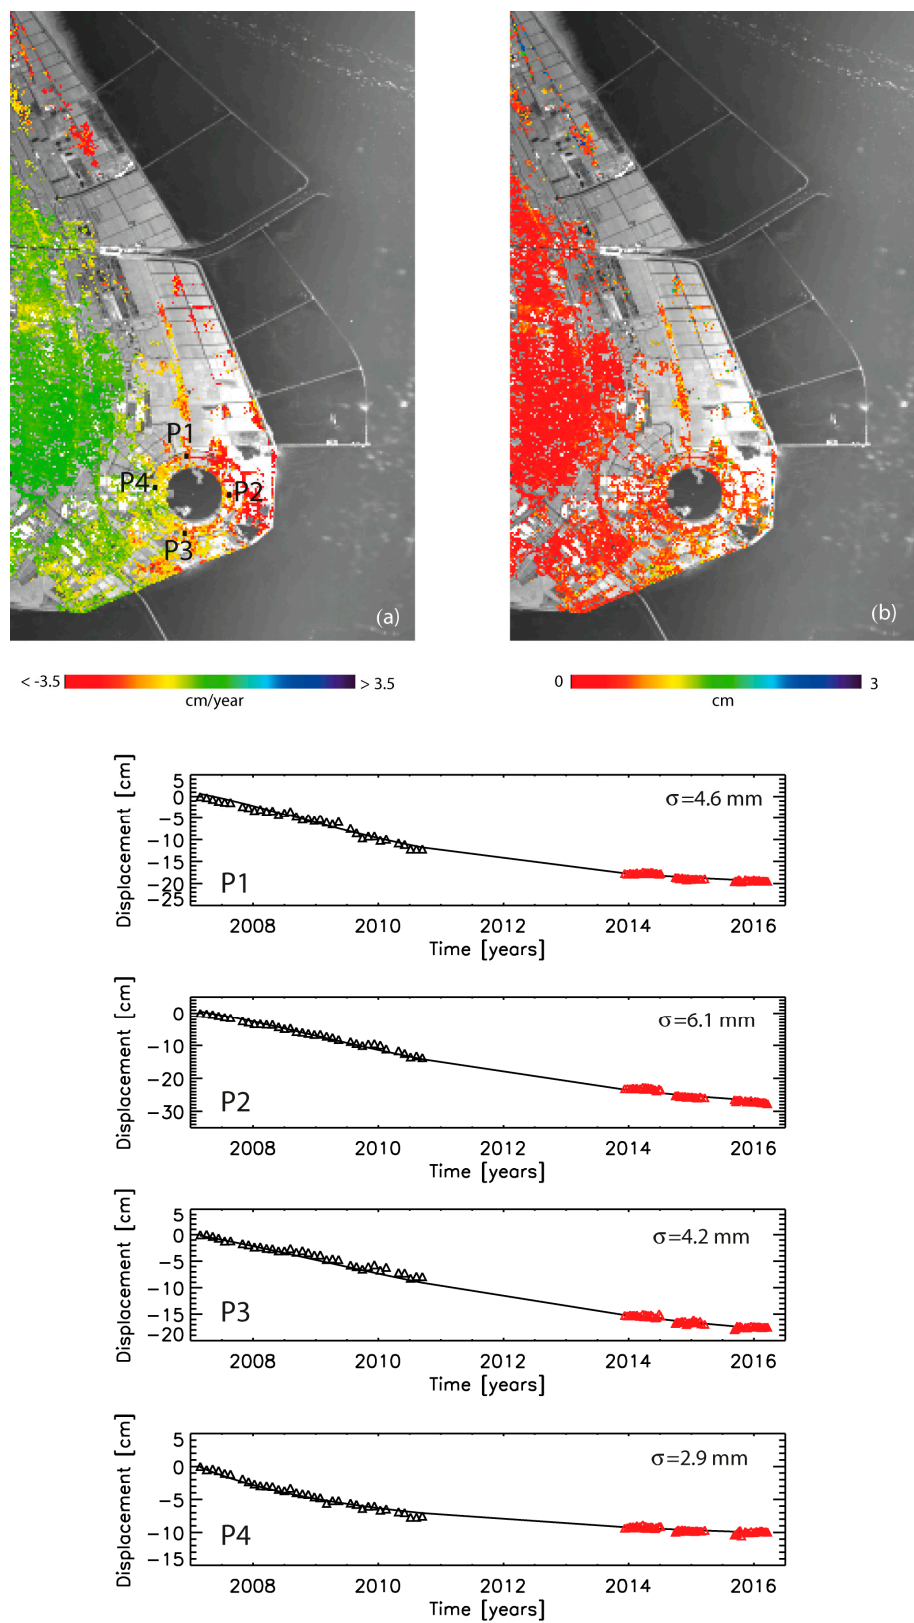 P1
P4
P2
P3
(a)
(b)
< -3.5
> 3.5
cm/year
0
3
cm
Displacement [cm]
5
0
−5
−10
−15
−20
−25
σ=4.6 mm
P1
2008
2010
2012
2014
2016
Time [years]
Displacement [cm]
0
−10
−20
−30
σ=6.1 mm
P2
2008
2010
2012
2014
2016
Time [years]
Displacement [cm]
5
0
−5
−10
−15
−20
σ=4.2 mm
P3
2008
2010
2012
2014
2016
Time [years]
Displacement [cm]
5
0
−5
−10
−15
σ=2.9 mm
P4
2008
2010
2012
2014
2016
Time [years]